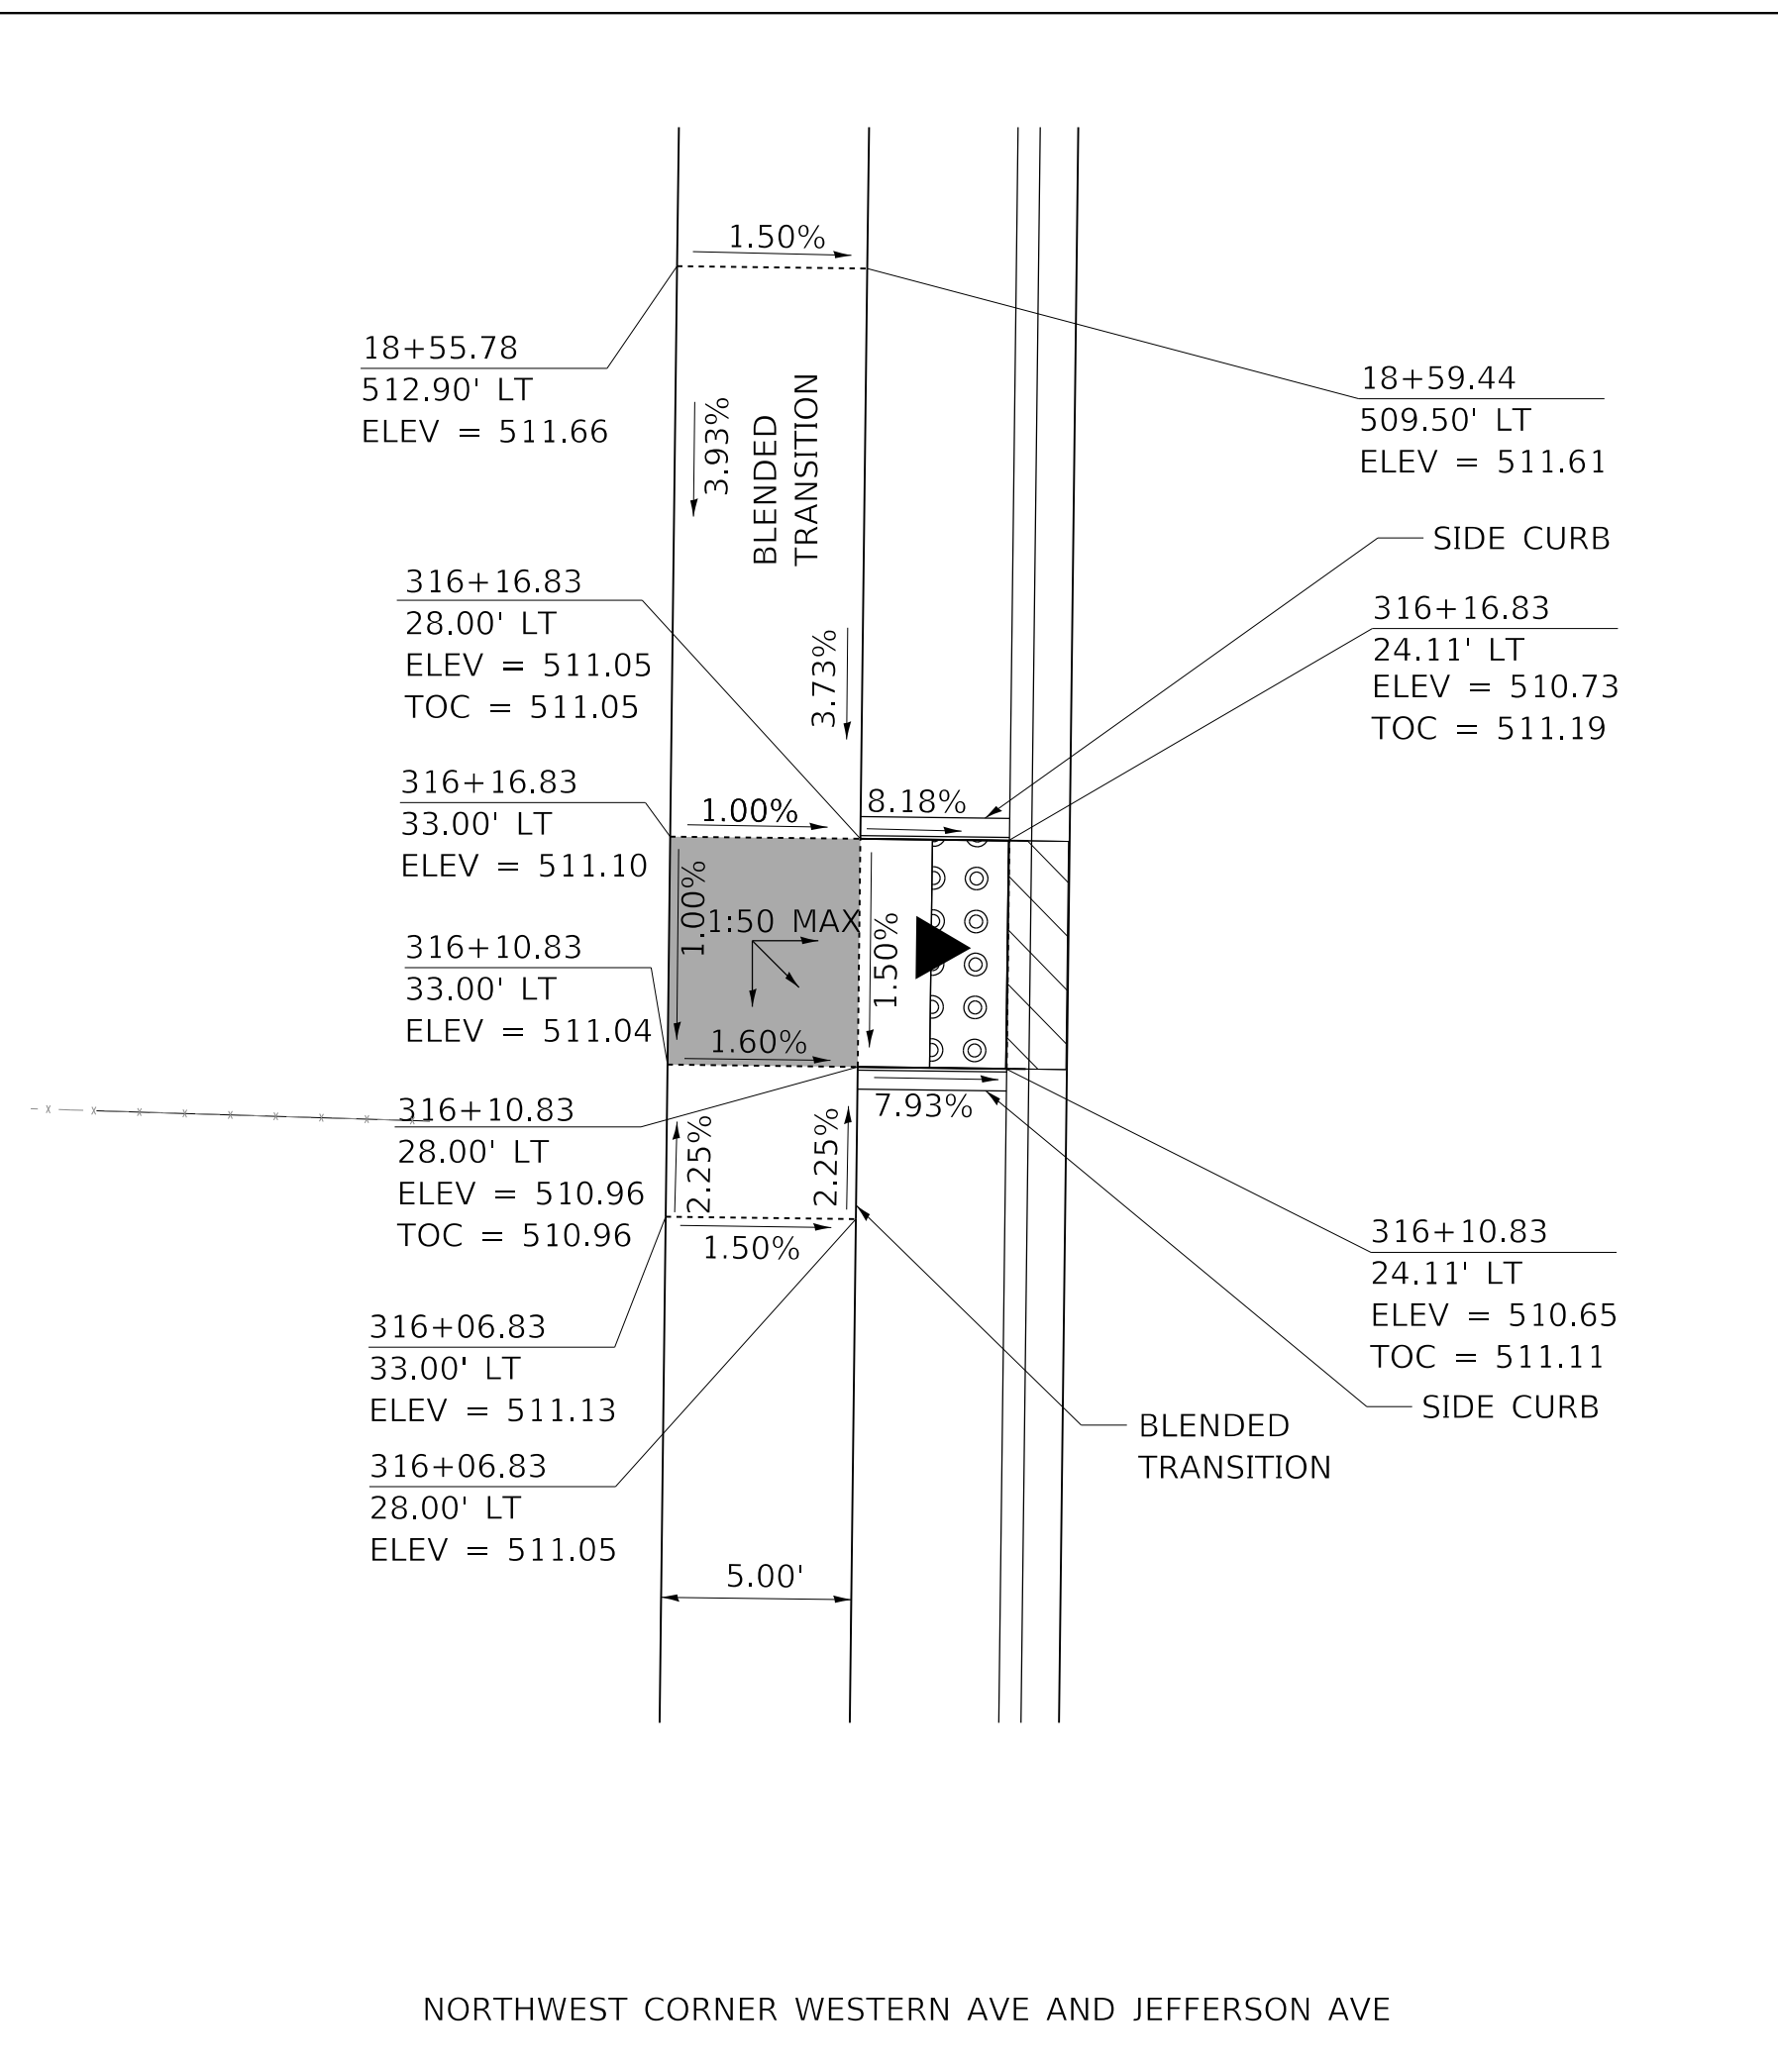 1.50%
18+55.78
512.90' LT
ELEV = 511.66
18+59.44
509.50' LT
ELEV = 511.61
3.93%
BLENDED
TRANSITION
SIDE CURB
316+16.83
28.00' LT
ELEV = 511.05
TOC = 511.05
316+16.83
24.11' LT
ELEV = 510.73
TOC = 511.19
3.73%
316+16.83
33.00' LT
ELEV = 511.10
1.00%
8.18%
1.00%
1:50 MAX
1.50%
316+10.83
33.00' LT
ELEV = 511.04
1.60%
7.93%
316+10.83
28.00' LT
ELEV = 510.96
TOC = 510.96
2.25%
2.25%
1.50%
316+10.83
24.11' LT
ELEV = 510.65
TOC = 511.11
316+06.83
33.00' LT
ELEV = 511.13
SIDE CURB
BLENDED
TRANSITION
316+06.83
28.00' LT
ELEV = 511.05
5.00'
NORTHWEST CORNER WESTERN AVE AND JEFFERSON AVE